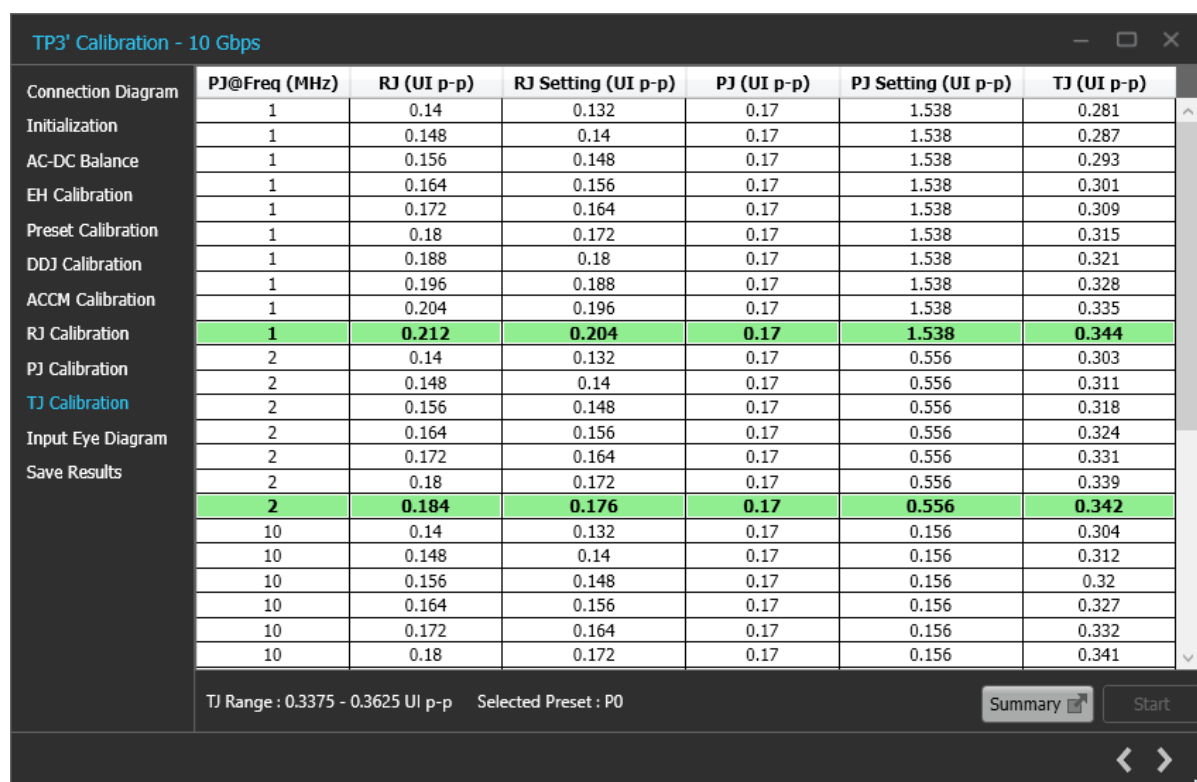 TP3' Calibration - 10 Gbps
Connection Diagram
Initialization
AC-DC Balance
EH Calibration
Preset Calibration
DDJ Calibration
ACCM Calibration
RJ Calibration
PJ Calibration
TJ Calibration
Input Eye Diagram
Save Results
PJ@Freq (MHz) RJ (UI p-p) RJ Setting (UI p-p) PJ (UI p-p) PJ Setting (UI p-p) TJ (UI p-p)
1 0.14 0.132 0.17 1.538 0.281
1 0.148 0.14 0.17 1.538 0.287
1 0.156 0.148 0.17 1.538 0.293
1 0.164 0.156 0.17 1.538 0.301
1 0.172 0.164 0.17 1.538 0.309
1 0.18 0.172 0.17 1.538 0.315
1 0.188 0.18 0.17 1.538 0.321
1 0.196 0.188 0.17 1.538 0.328
1 0.204 0.196 0.17 1.538 0.335
1 0.212 0.204 0.17 1.538 0.344
2 0.14 0.132 0.17 0.556 0.303
2 0.148 0.14 0.17 0.556 0.311
2 0.156 0.148 0.17 0.556 0.318
2 0.164 0.156 0.17 0.556 0.324
2 0.172 0.164 0.17 0.556 0.331
2 0.18 0.172 0.17 0.556 0.339
2 0.184 0.176 0.17 0.556 0.342
10 0.14 0.132 0.17 0.156 0.304
10 0.148 0.14 0.17 0.156 0.312
10 0.156 0.148 0.17 0.156 0.32
10 0.164 0.156 0.17 0.156 0.327
10 0.172 0.164 0.17 0.156 0.332
10 0.18 0.172 0.17 0.156 0.341
TJ Range : 0.3375 - 0.3625 UI p-p Selected Preset : P0
Summary
Start